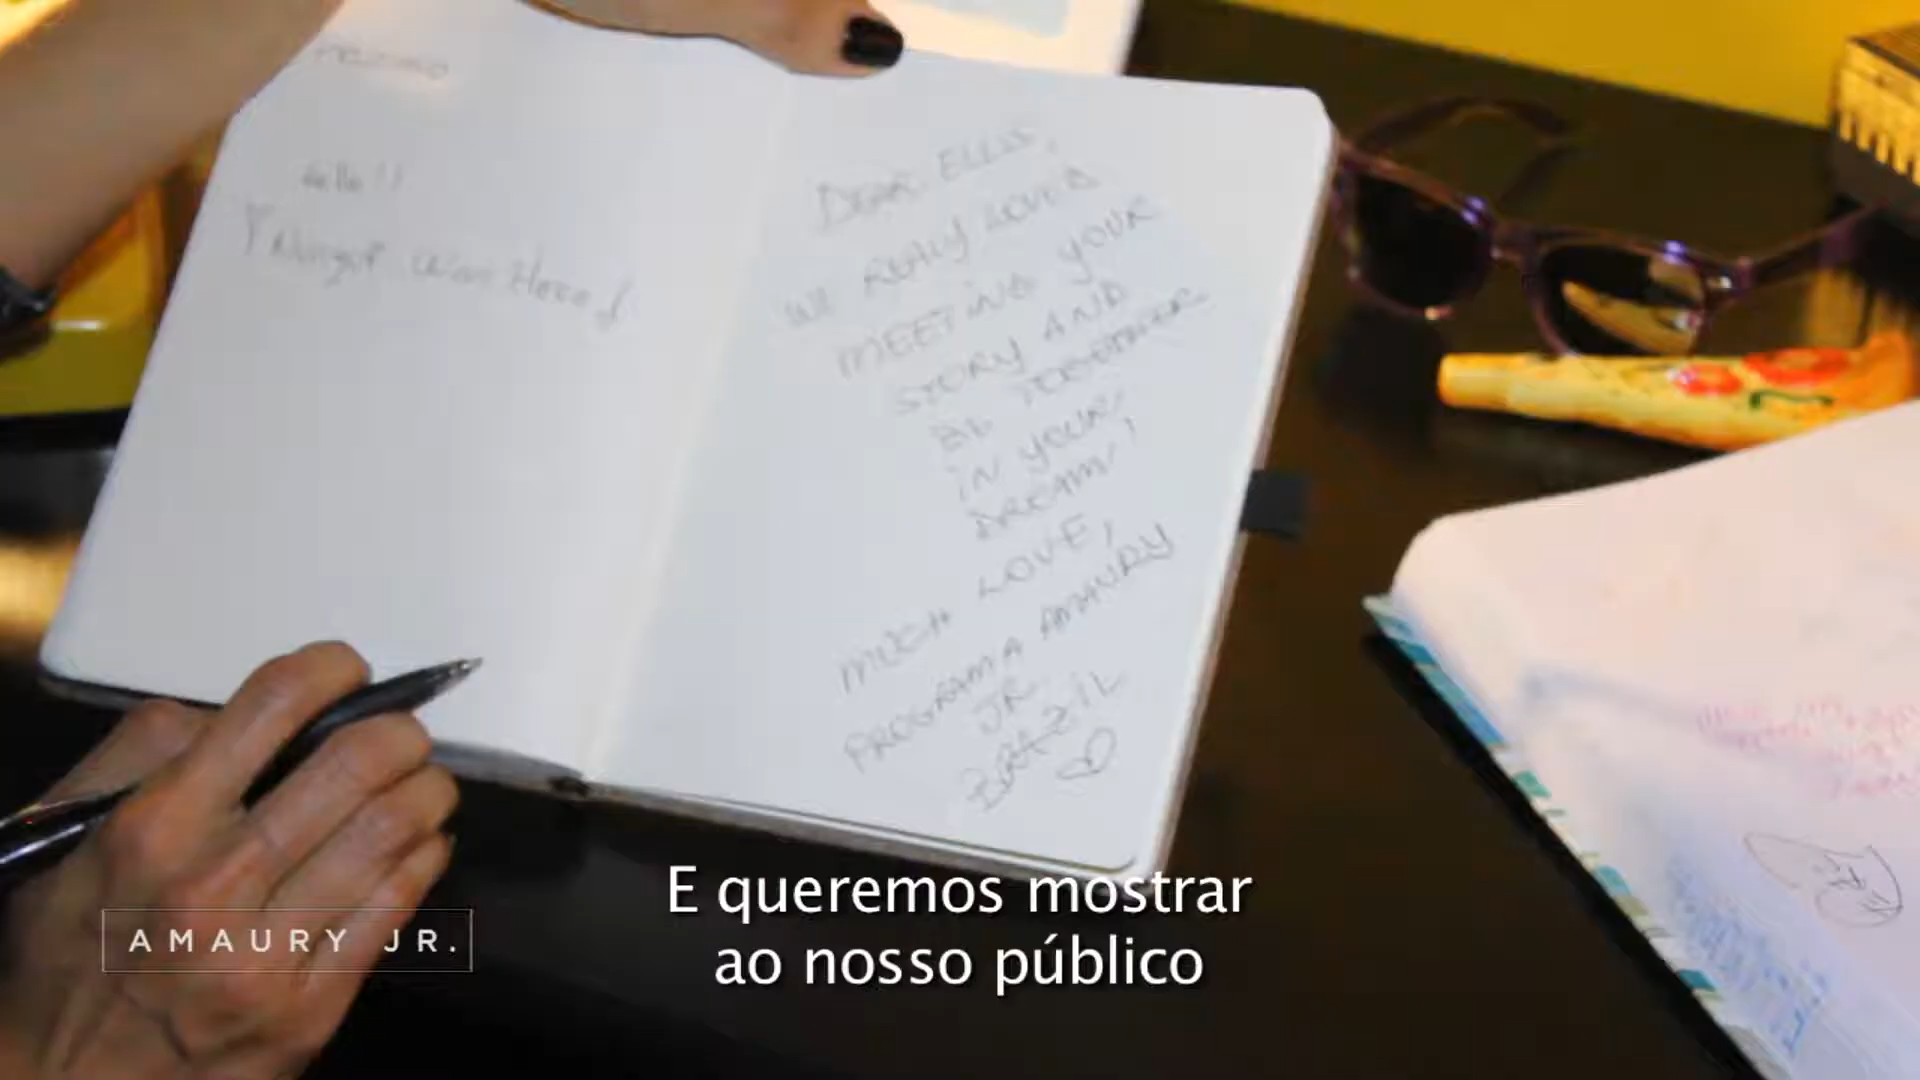 Hello!!
was Here
DEAR ELLIS,
WE REALLY LOVED
MEETING YOUR
STORY AND
BE TOGETHER
IN YOUR
DREAM!
MUCH LOVE,
PROGRAMA AMAURY
JR.
BRAZIL
AMAURY JR.
E queremos mostrar
ao nosso público